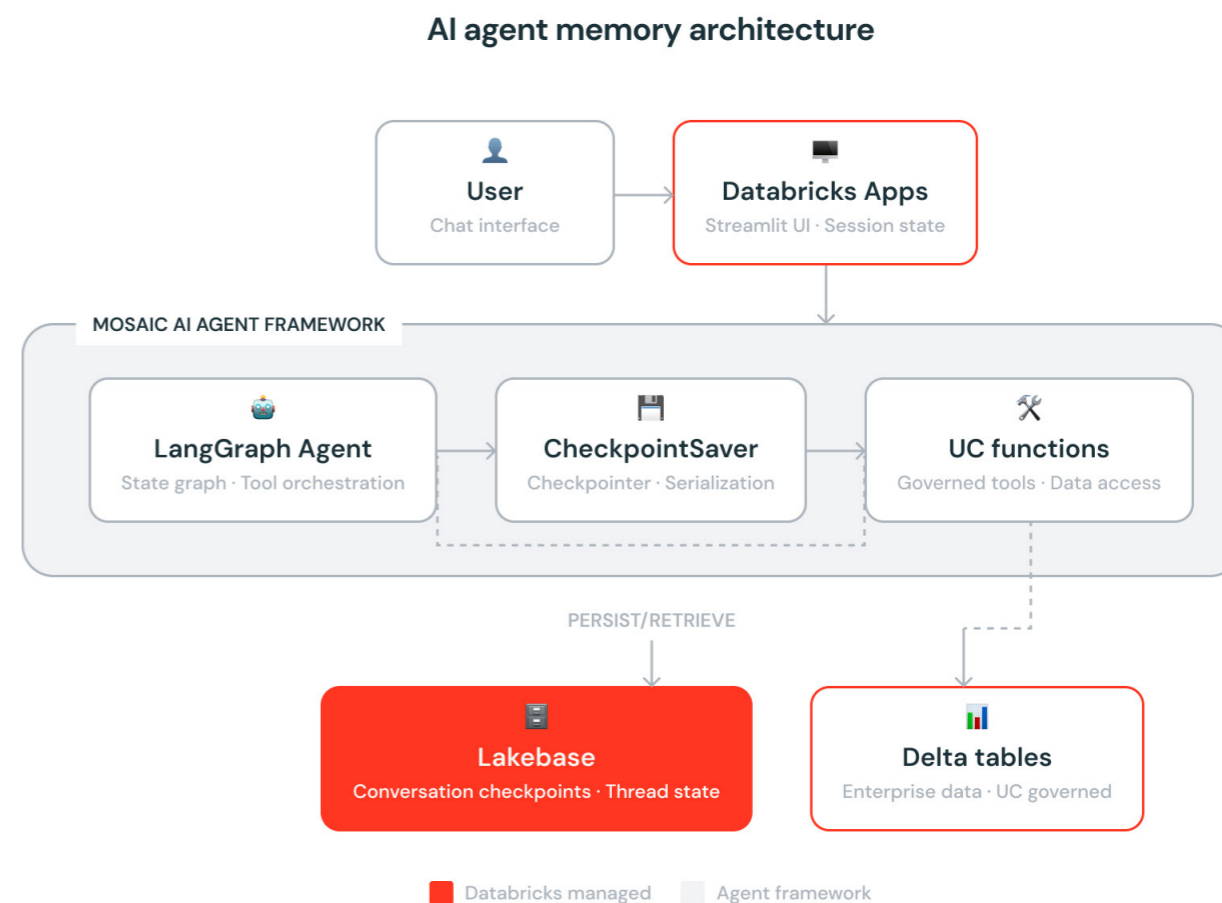 AI agent memory architecture
User
Chat interface
Databricks Apps
Streamlit UI · Session state
MOSAIC AI AGENT FRAMEWORK
LangGraph Agent
State graph · Tool orchestration
CheckpointSaver
Checkpointer · Serialization
UC functions
Governed tools · Data access
PERSIST/RETRIEVE
Lakebase
Conversation checkpoints · Thread state
Delta tables
Enterprise data · UC governed
Databricks managed
Agent framework